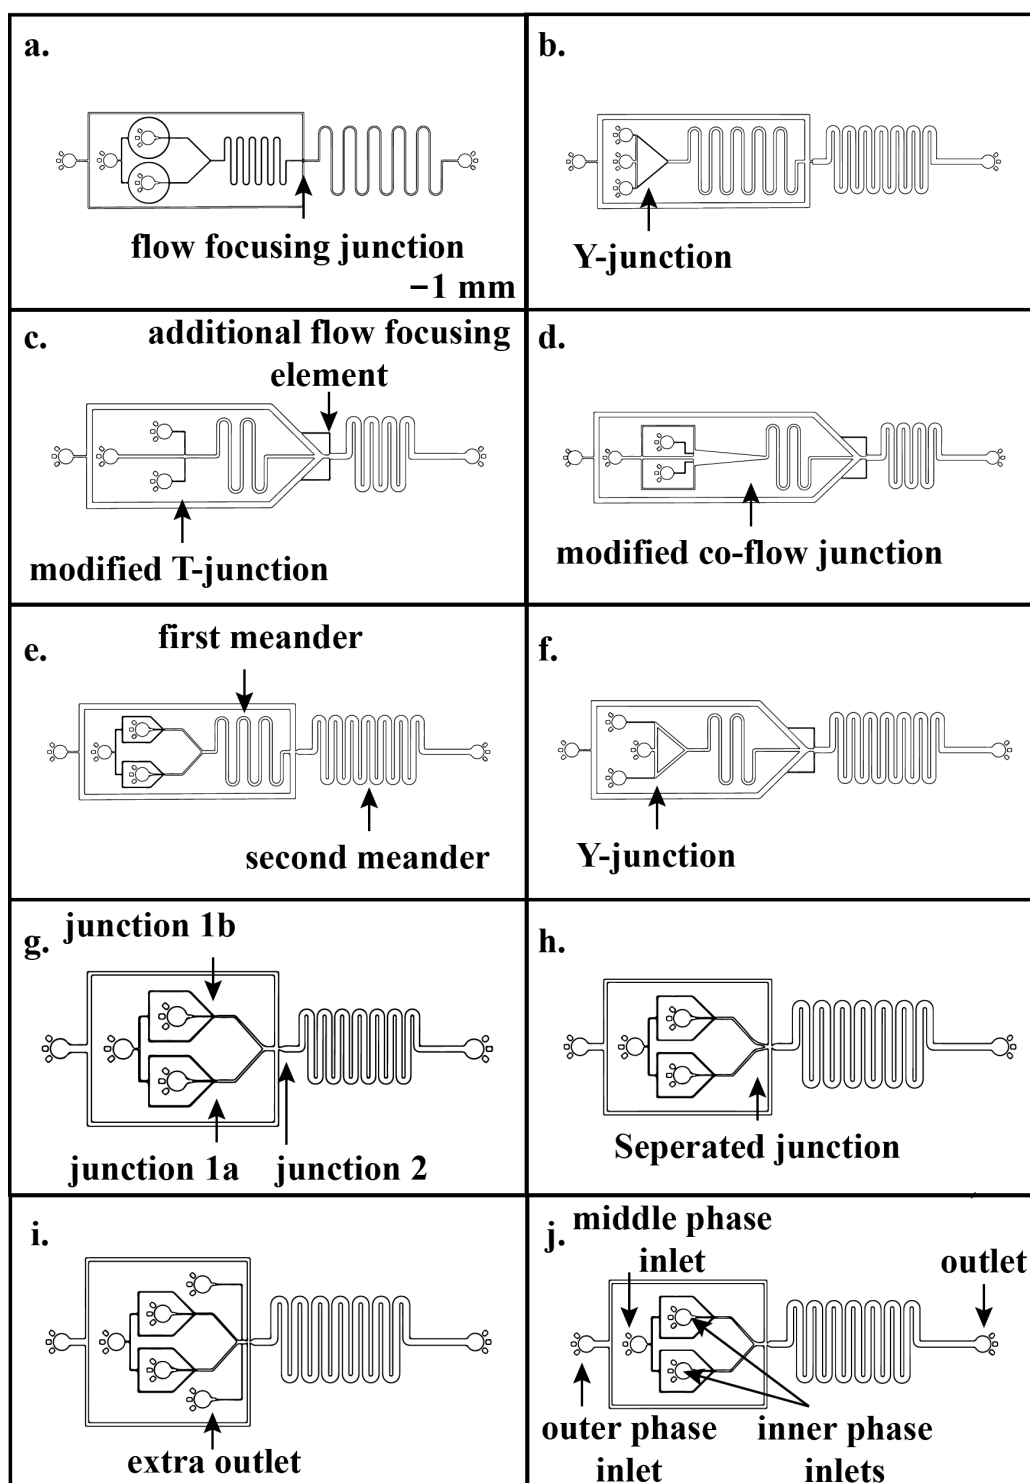 a.
flow focusing junction
–1 mm
b.
Y-junction
c.
additional flow focusing
element
modified T-junction
d.
modified co-flow junction
e.
first meander
second meander
f.
Y-junction
g.
junction 1b
junction 1a
junction 2
h.
Seperated junction
i.
extra outlet
j.
middle phase
inlet
outlet
outer phase
inlet
inner phase
inlets